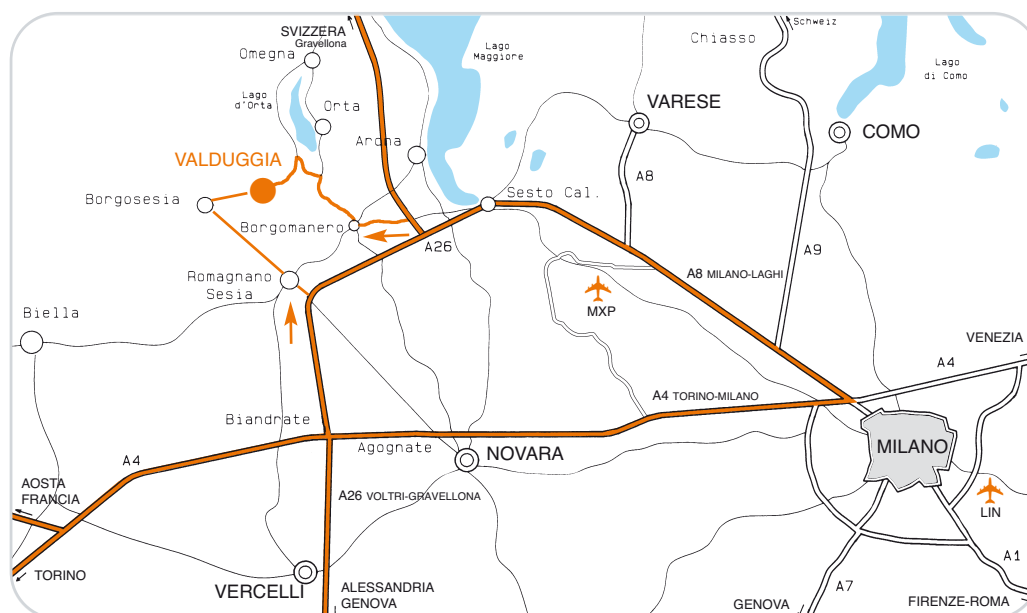 SVIZZERA
Gravellona
Omegna
Lago
Maggiore
Chiasso
Schweiz
Lago
di Como
Lago
d'Orta
Orta
VARESE
COMO
Arona
VALDUGGIA
A8
Borgosesia
Sesto Cal.
Borgomanero
A26
A9
Romagnano
Sesia
A8 MILANO-LAGHI
MXP
Biella
VENEZIA
A4
A4 TORINO-MILANO
Biandrate
Agognate
NOVARA
MILANO
A4
AOSTA
FRANCIA
A26 VOLTRI-GRAVELLONA
LIN
TORINO
VERCELLI
ALESSANDRIA
GENOVA
A7
A1
GENOVA
FIRENZE-ROMA